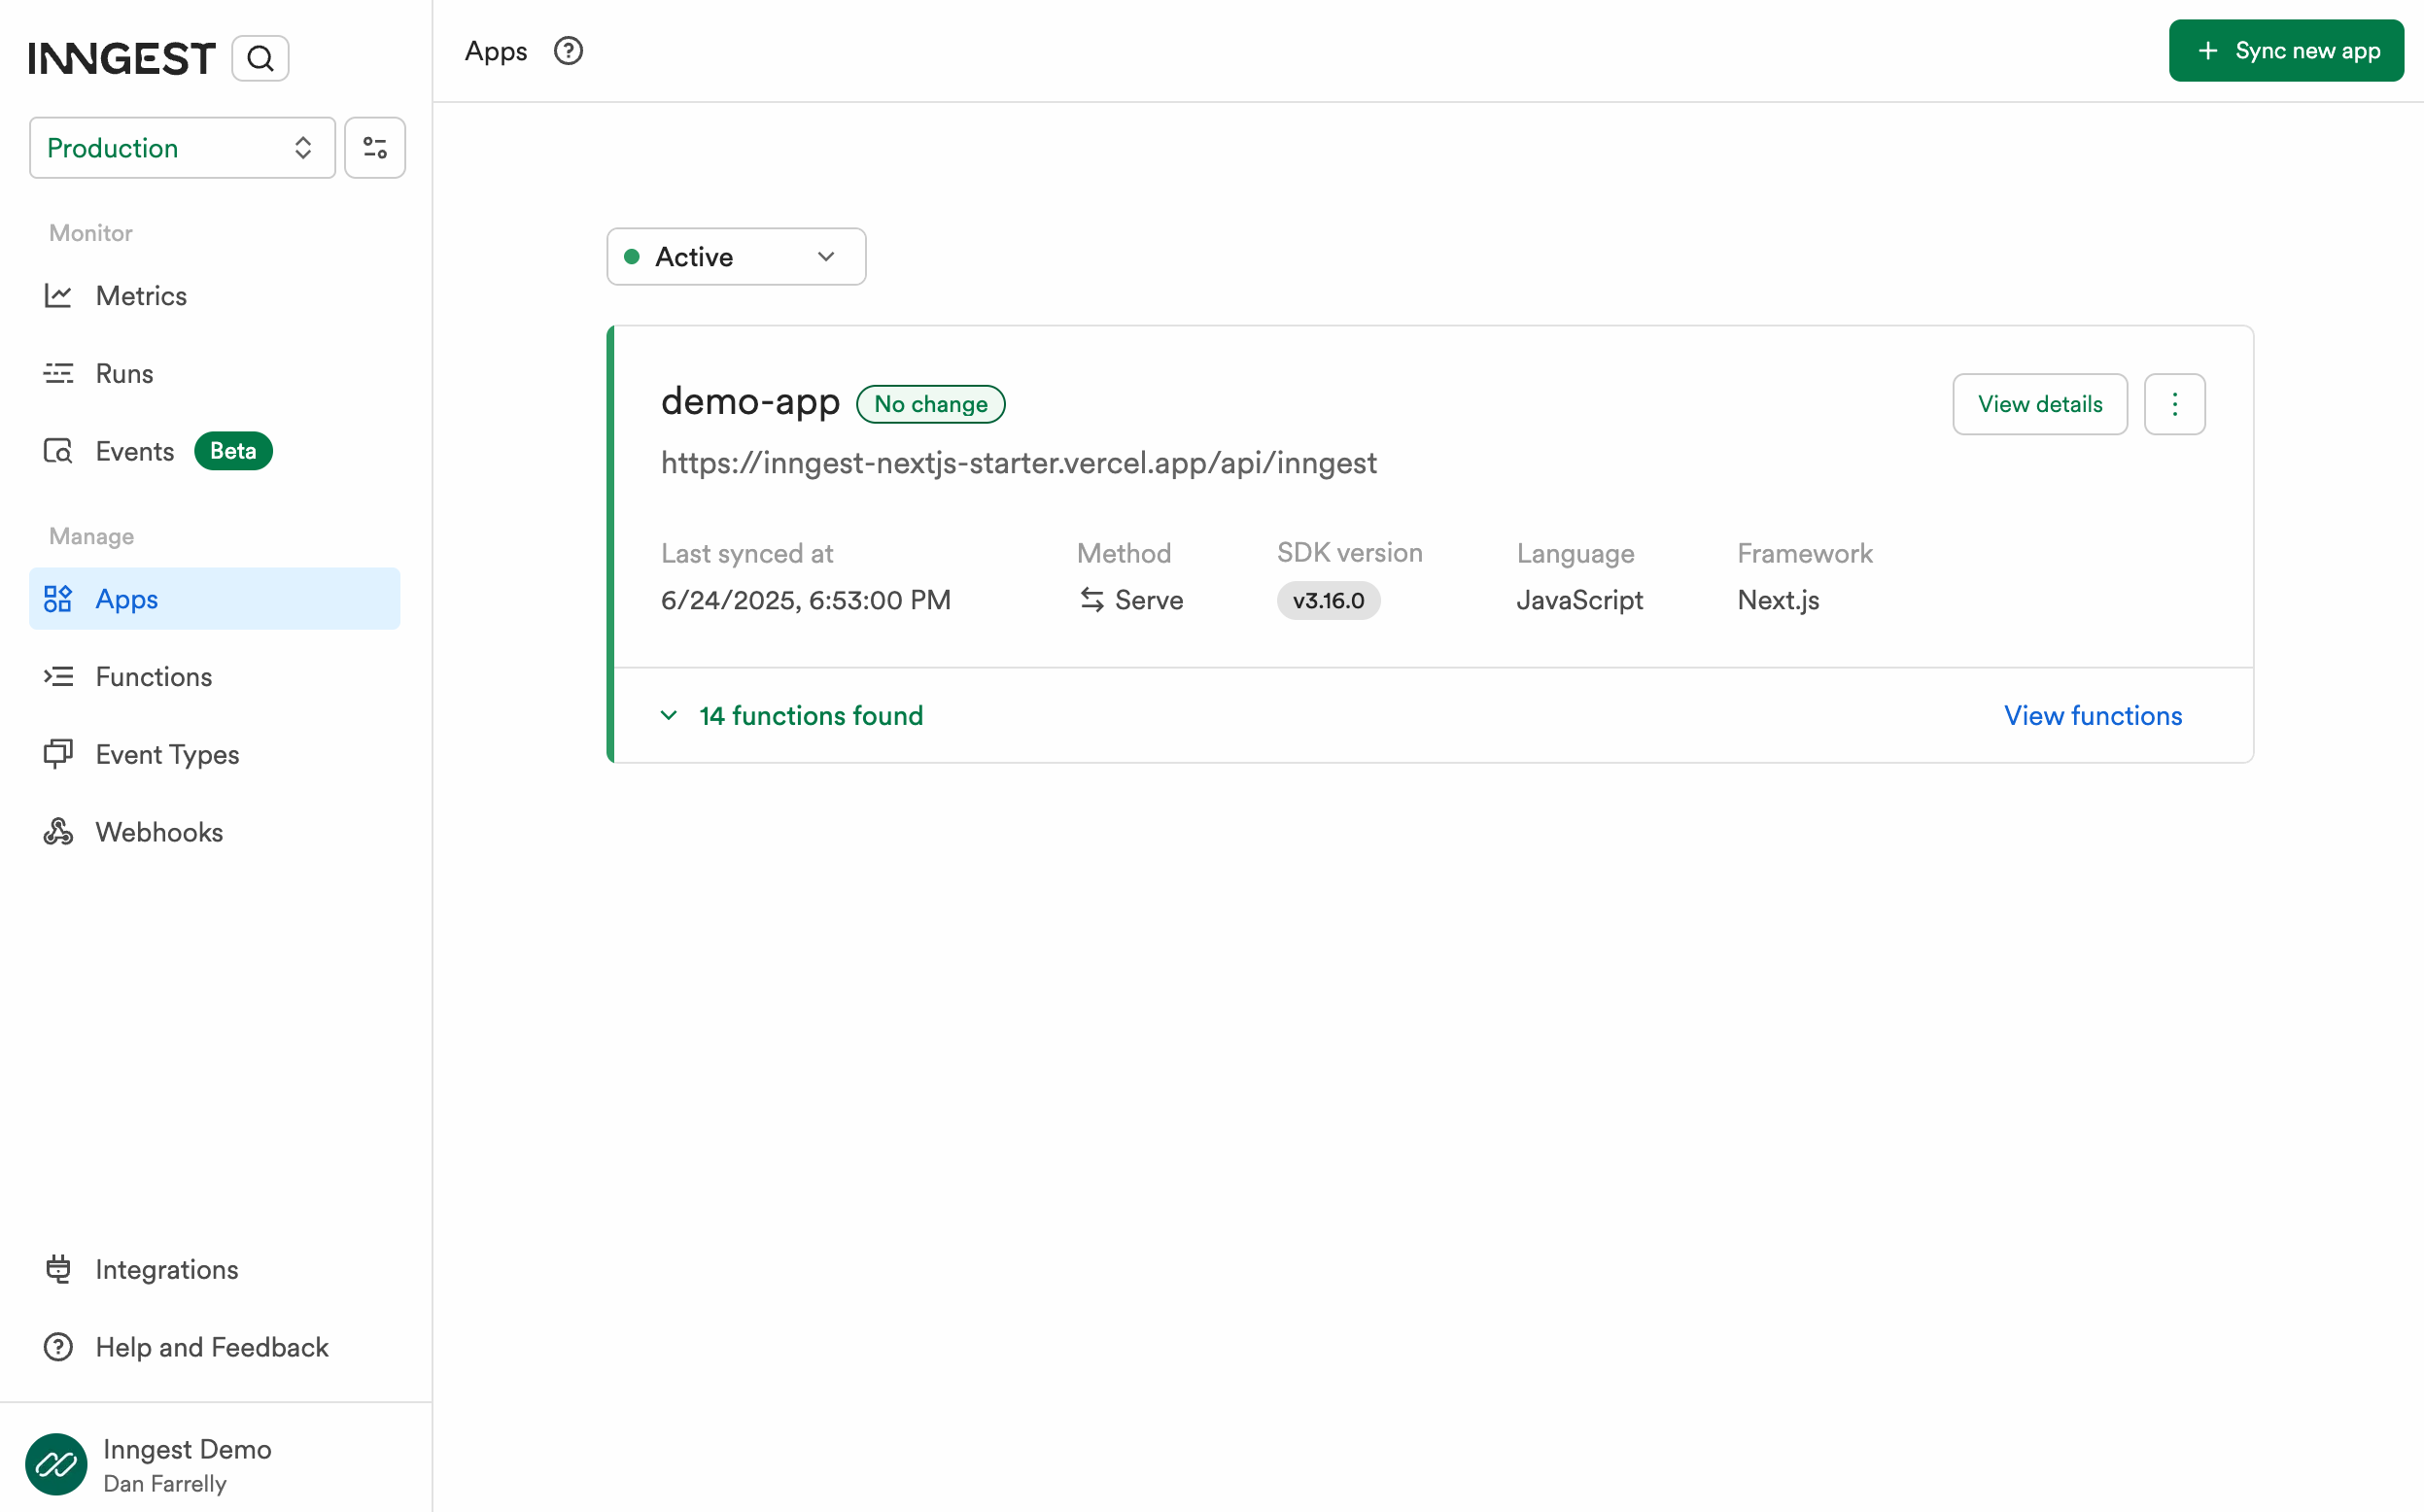 INNGEST
Production
Monitor
Metrics
Runs
Events Beta
Manage
Apps
Functions
Event Types
Webhooks
Integrations
Help and Feedback
Inngest Demo
Dan Farrelly
Apps
Sync new app
Active
demo-app No change
View details
https://inngest-nextjs-starter.vercel.app/api/inngest
Last synced at Method SDK version Language Framework
6/24/2025, 6:53:00 PM Serve v3.16.0 JavaScript Next.js
14 functions found View functions